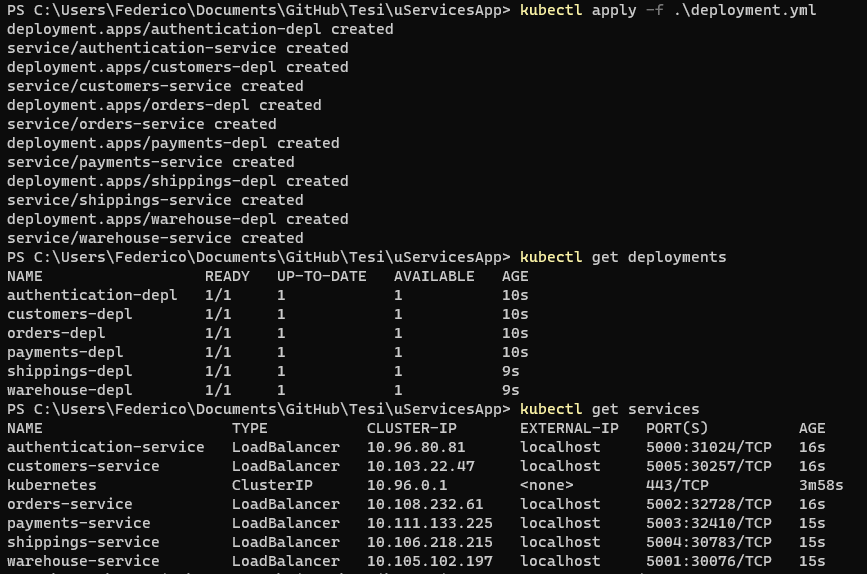 PS C:\Users\Federico\Documents\GitHub\Tesi\uServicesApp> kubectl apply -f .\deployment.yml
deployment.apps/authentication-depl created
service/authentication-service created
deployment.apps/customers-depl created
service/customers-service created
deployment.apps/orders-depl created
service/orders-service created
deployment.apps/payments-depl created
service/payments-service created
deployment.apps/shippings-depl created
service/shippings-service created
deployment.apps/warehouse-depl created
service/warehouse-service created
PS C:\Users\Federico\Documents\GitHub\Tesi\uServicesApp> kubectl get deployments
NAME READY UP-TO-DATE AVAILABLE AGE
authentication-depl 1/1 1 1 10s
customers-depl 1/1 1 1 10s
orders-depl 1/1 1 1 10s
payments-depl 1/1 1 1 10s
shippings-depl 1/1 1 1 9s
warehouse-depl 1/1 1 1 9s
PS C:\Users\Federico\Documents\GitHub\Tesi\uServicesApp> kubectl get services
NAME TYPE CLUSTER-IP EXTERNAL-IP PORT(S) AGE
authentication-service LoadBalancer 10.96.80.81 localhost 5000:31024/TCP 16s
customers-service LoadBalancer 10.103.22.47 localhost 5005:30257/TCP 16s
kubernetes ClusterIP 10.96.0.1 <none> 443/TCP 3m58s
orders-service LoadBalancer 10.108.232.61 localhost 5002:32728/TCP 16s
payments-service LoadBalancer 10.111.133.225 localhost 5003:32410/TCP 15s
shippings-service LoadBalancer 10.106.218.215 localhost 5004:30783/TCP 15s
warehouse-service LoadBalancer 10.105.102.197 localhost 5001:30076/TCP 15s